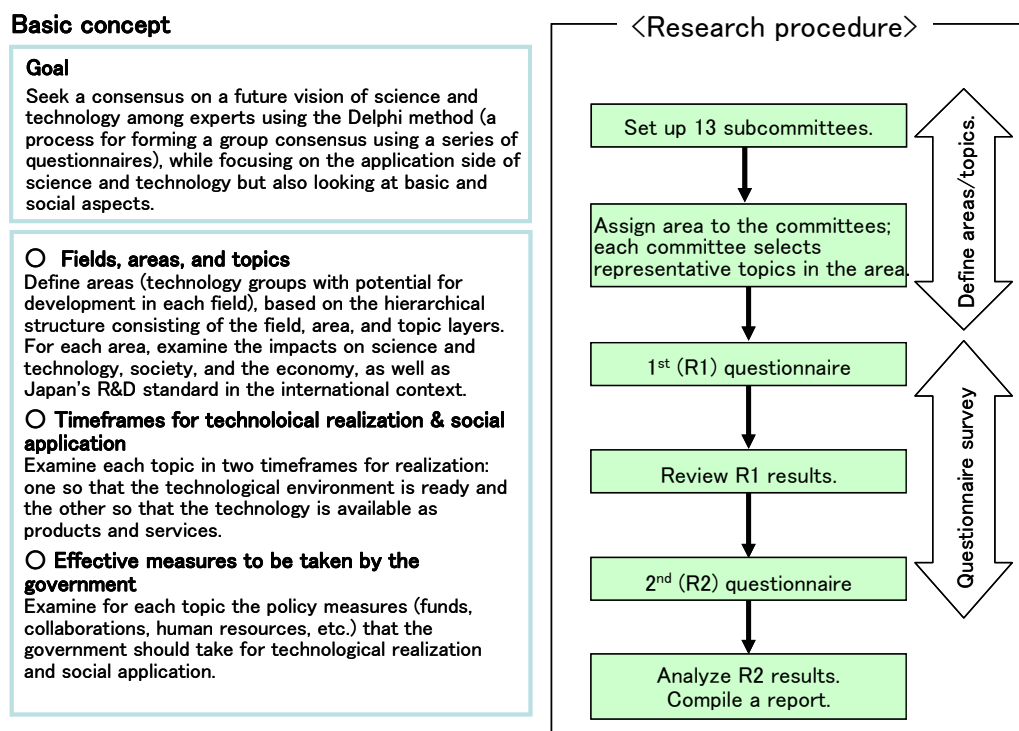 Basic concept
Goal
Seek a consensus on a future vision of science and
technology among experts using the Delphi method (a
process for forming a group consensus using a series of
questionnaires), while focusing on the application side of
science and technology but also looking at basic and
social aspects.
○ Fields, areas, and topics
Define areas (technology groups with potential for
development in each field), based on the hierarchical
structure consisting of the field, area, and topic layers.
For each area, examine the impacts on science and
technology, society, and the economy, as well as
Japan's R&D standard in the international context.
○ Timeframes for technoloical realization & social
application
Examine each topic in two timeframes for realization:
one so that the technological environment is ready and
the other so that the technology is available as
products and services.
○ Effective measures to be taken by the
government
Examine for each topic the policy measures (funds,
collaborations, human resources, etc.) that the
government should take for technological realization
and social application.
〈Research procedure〉
Set up 13 subcommittees.
Assign area to the committees;
each committee selects
representative topics in the area.
1st (R1) questionnaire
Review R1 results.
2nd (R2) questionnaire
Analyze R2 results.
Compile a report.
Define areas/topics.
Questionnaire survey